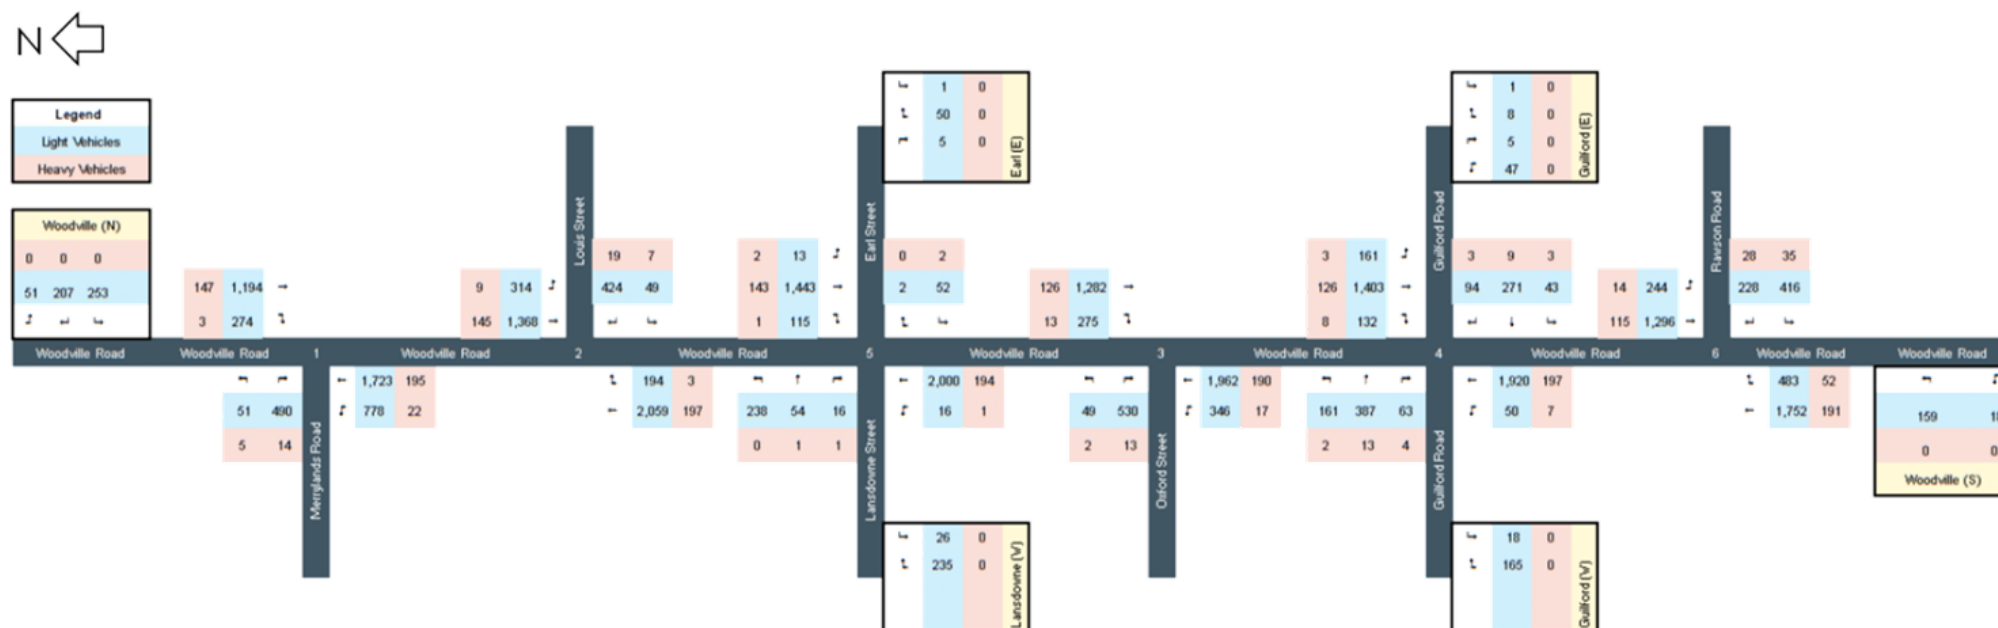 N
Legend
Light Vehicles
Heavy Vehicles
Woodville (N)
0 0 0
51 207 253
147 1,194
3 274
9 314
145 1,368
Louis Street
19 7
424 49
2 13
143 1,443
1 115
Earl Street
1 0
50 0
5 0
Earl (E)
0 2
2 52
126 1,282
13 275
3 161
126 1,403
8 132
Guilford Road
1 0
8 0
5 0
47 0
Guilford (E)
3 9 3
94 271 43
14 244
115 1,296
Rawson Road
28 35
228 416
Woodville Road Woodville Road 1 Woodville Road 2 Woodville Road 5 Woodville Road 3 Woodville Road 4 Woodville Road 6 Woodville Road Woodville Road
51 490
5 14
Merrylands Road
1,723 195
778 22
194 3
2,059 197
238 54 16
0 1 1
Lansdowne Street
2,000 194
16 1
26 0
235 0
Lansdowne (W)
49 530
2 13
Oxford Street
1,962 190
346 17
161 387 63
2 13 4
Guilford Road
1,920 197
50 7
18 0
165 0
Guilford (W)
483 52
1,752 191
159
0 0
Woodville (S)